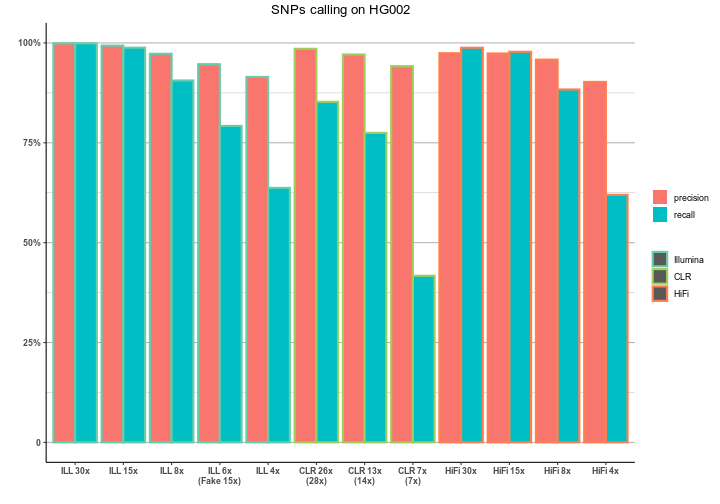 SNPs calling on HG002
100%
75%
50%
25%
0
ILL 30x
ILL 15x
ILL 8x
ILL 6x
(Fake 15x)
ILL 4x
CLR 26x
(28x)
CLR 13x
(14x)
CLR 7x
(7x)
HiFi 30x
HiFi 15x
HiFi 8x
HiFi 4x
precision
recall
Illumina
CLR
HiFi